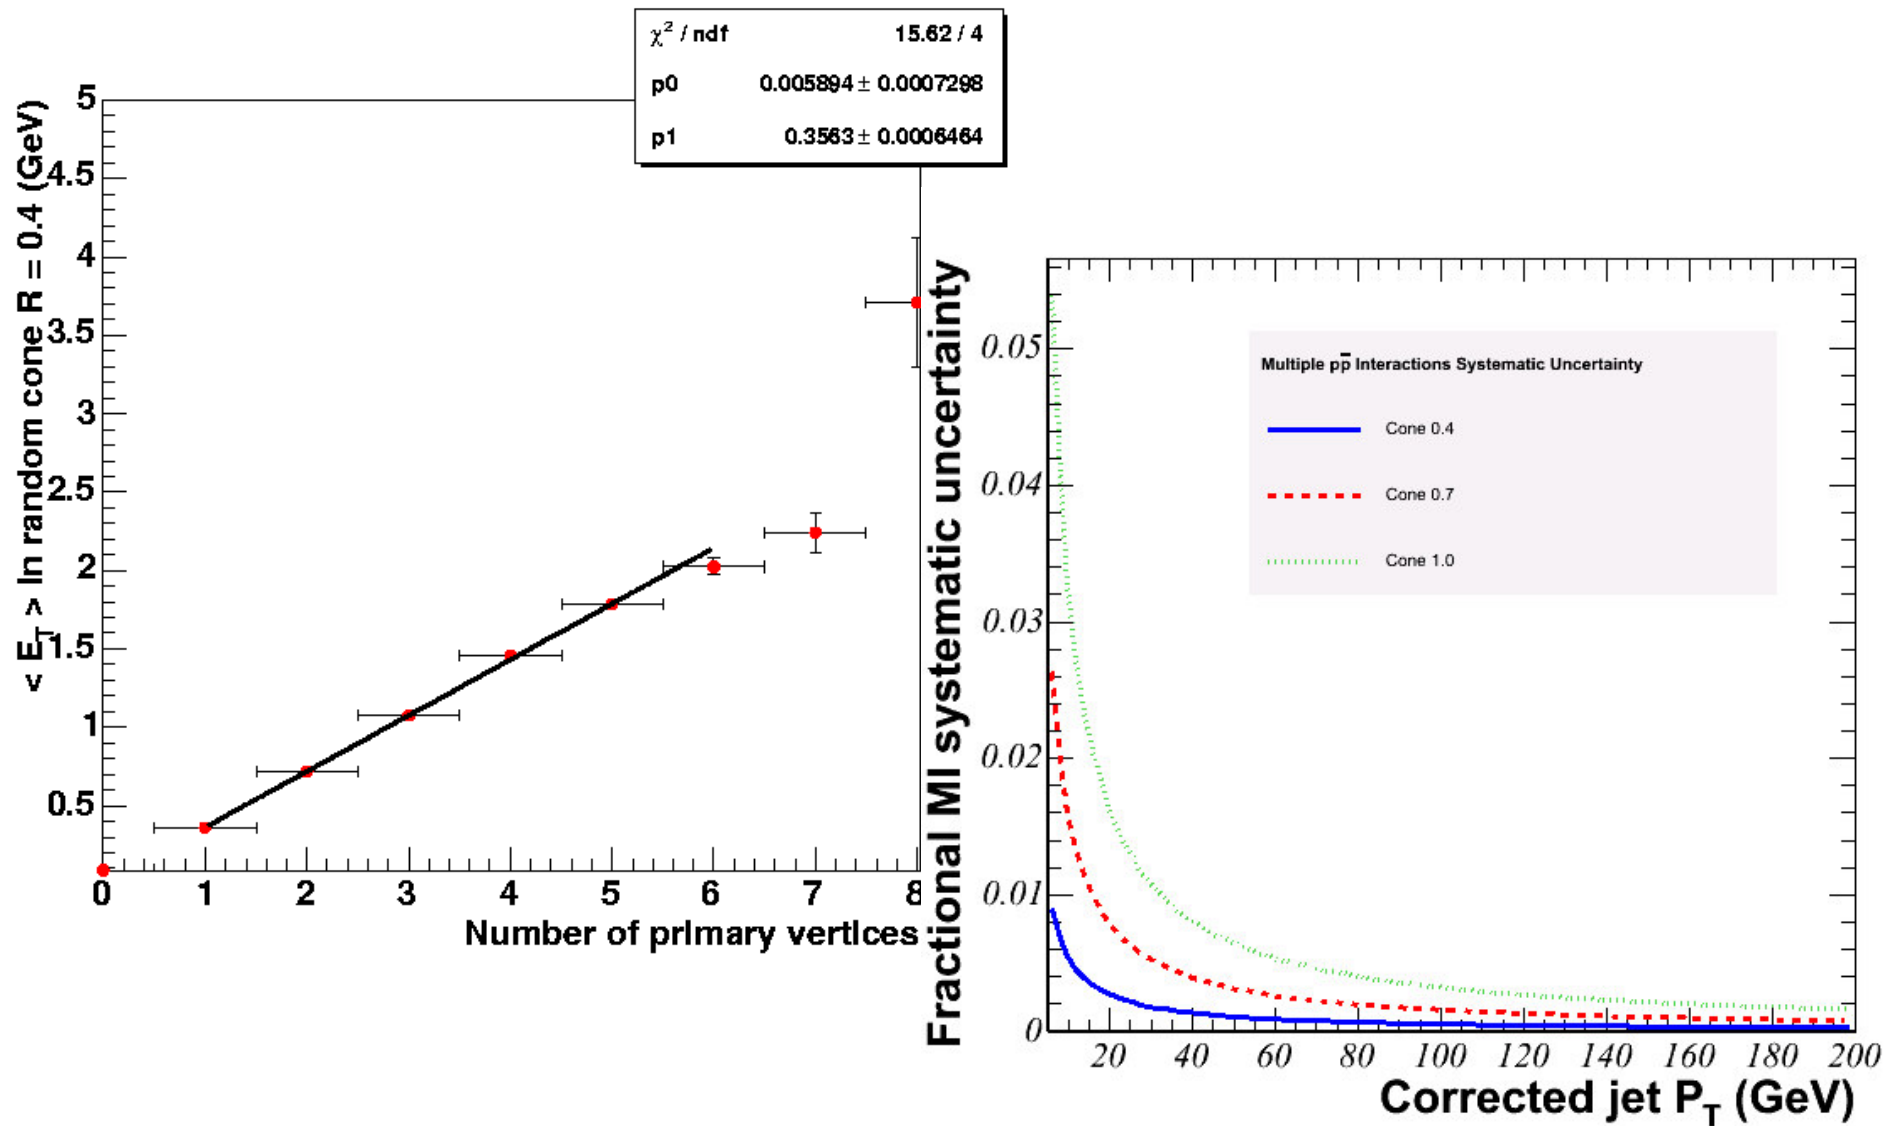 χ² / ndf 15.62 / 4
p0 0.005894 ± 0.0007298
p1 0.3563 ± 0.0006464
< E_T > In random cone R = 0.4 (GeV)
5
4.5
4
3.5
3
2.5
2
1.5
1
0.5
0 1 2 3 4 5 6 7 8
Number of primary vertices
Fractional MI systematic uncertainty
0.05
0.04
0.03
0.02
0.01
0
Multiple pp̅ Interactions Systematic Uncertainty
Cone 0.4
Cone 0.7
Cone 1.0
20 40 60 80 100 120 140 160 180 200
Corrected jet P_T (GeV)